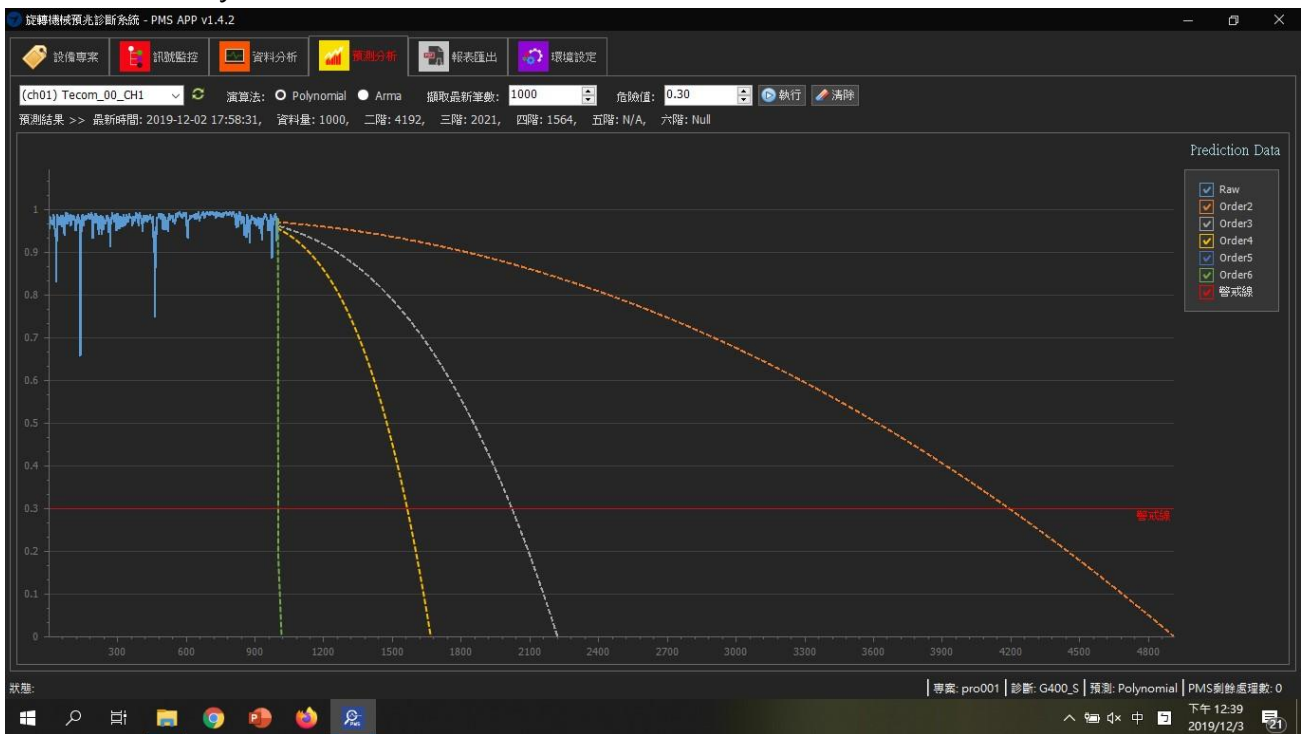 旋轉機械預兆診斷系統 - PMS APP v1.4.2
設備專案 訊號監控 資料分析 預測分析 報表匯出 環境設定
(ch01) Tecom_00_CH1 演算法: Polynomial Arma 擷取最新筆數: 1000 危險值: 0.30 執行 清除
預測結果 >> 最新時間: 2019-12-02 17:58:31, 資料量: 1000, 二階: 4192, 三階: 2021, 四階: 1564, 五階: N/A, 六階: Null
Prediction Data
Raw
Order2
Order3
Order4
Order5
Order6
警戒線
1
0.9
0.8
0.7
0.6
0.5
0.4
0.3
警戒線
0.2
0.1
0
300 600 900 1200 1500 1800 2100 2400 2700 3000 3300 3600 3900 4200 4500 4800
狀態: 專案: pro001 診斷: G400_S 預測: Polynomial PMS剩餘處理數: 0
中 下午 12:39
2019/12/3 21